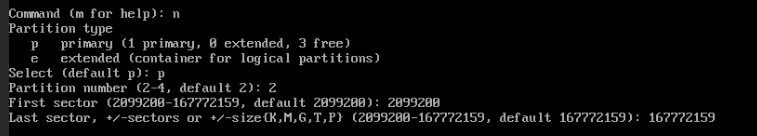 Command (m for help): n
Partition type
p primary (1 primary, 0 extended, 3 free)
e extended (container for logical partitions)
Select (default p): p
Partition number (2-4, default 2): 2
First sector (2099200-167772159, default 2099200): 2099200
Last sector, +/-sectors or +/-size{K,M,G,T,P} (2099200-167772159, default 167772159): 167772159